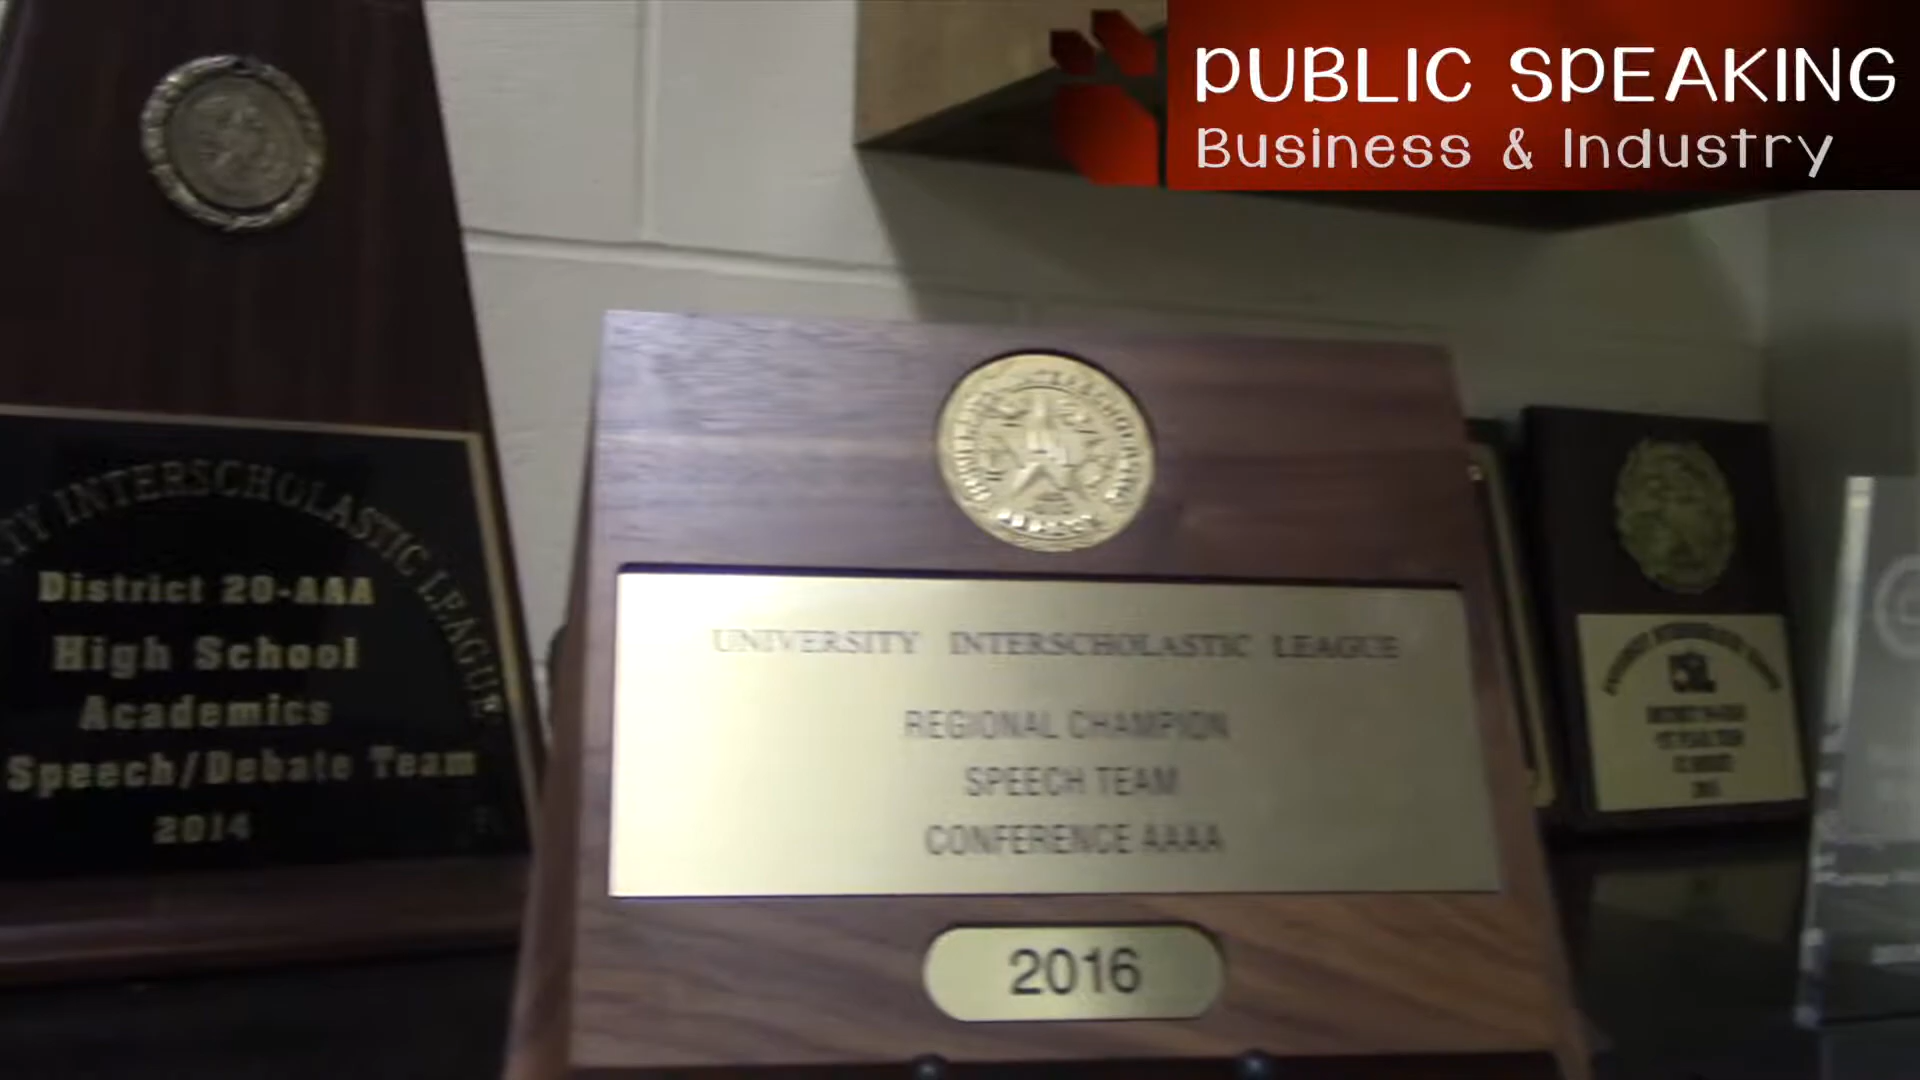 PUBLIC SPEAKING
Business & Industry
INTERSCHOLASTIC LEAGUE
District 20-AAA
High School
Academics
Speech/Debate Team
2014
UNIVERSITY INTERSCHOLASTIC LEAGUE
REGIONAL CHAMPION
SPEECH TEAM
CONFERENCE AAAA
2016